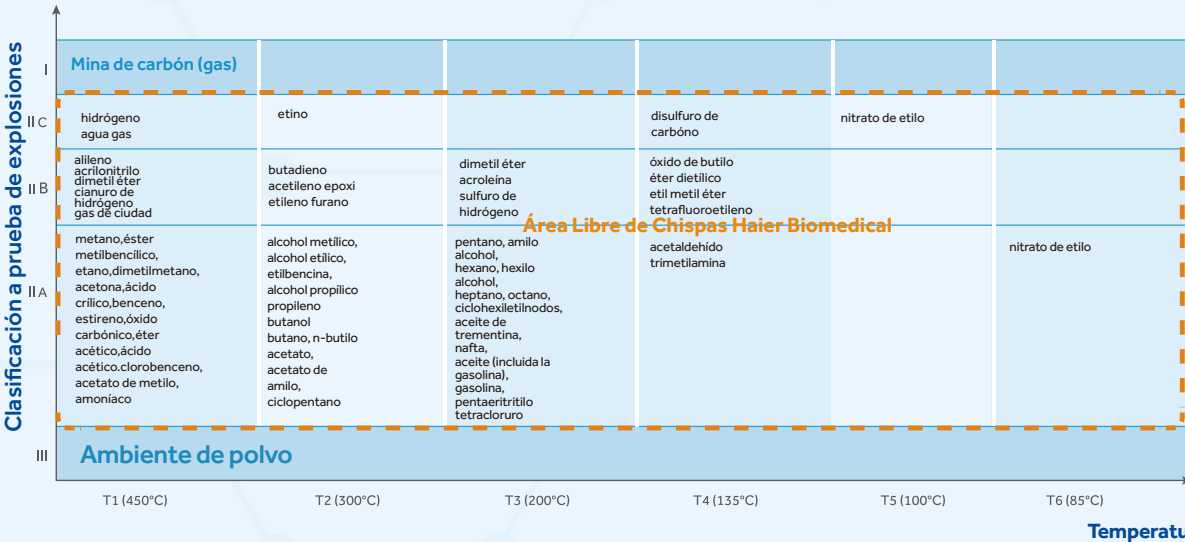 Clasificación a prueba de explosiones
I
Mina de carbón (gas)
II C
hidrógeno
agua gas
etino
disulfuro de
carbóno
nitrato de etilo
II B
alileno
acrilonitrilo
dimetil éter
cianuro de
hidrógeno
gas de ciudad
butadieno
acetileno epoxi
etileno furano
dimetil éter
acroleína
sulfuro de
hidrógeno
óxido de butilo
éter dietílico
etil metil éter
tetrafluoroetileno
Área Libre de Chispas Haier Biomedical
II A
metano,éster
metílbencílico,
etano,dimetilmetano,
acetona,ácido
crílico,benceno,
estireno,óxido
carbónico,éter
acético,ácido
acético.clorobenceno,
acetato de metilo,
amoníaco
alcohol metílico,
alcohol etílico,
etilbencina,
alcohol propílico
propileno
butanol
butano, n-butilo
acetato,
acetato de
amilo,
ciclopentano
pentano, amilo
alcohol,
hexano, hexilo
alcohol,
heptano, octano,
ciclohexiletilnodos,
aceite de
trementina,
nafta,
aceite (incluida la
gasolina),
gasolina,
pentaeritritilo
tetracloruro
acetaldehído
trimetilamina
nitrato de etilo
III
Ambiente de polvo
T1 (450°C)
T2 (300°C)
T3 (200°C)
T4 (135°C)
T5 (100°C)
T6 (85°C)
Temperatu